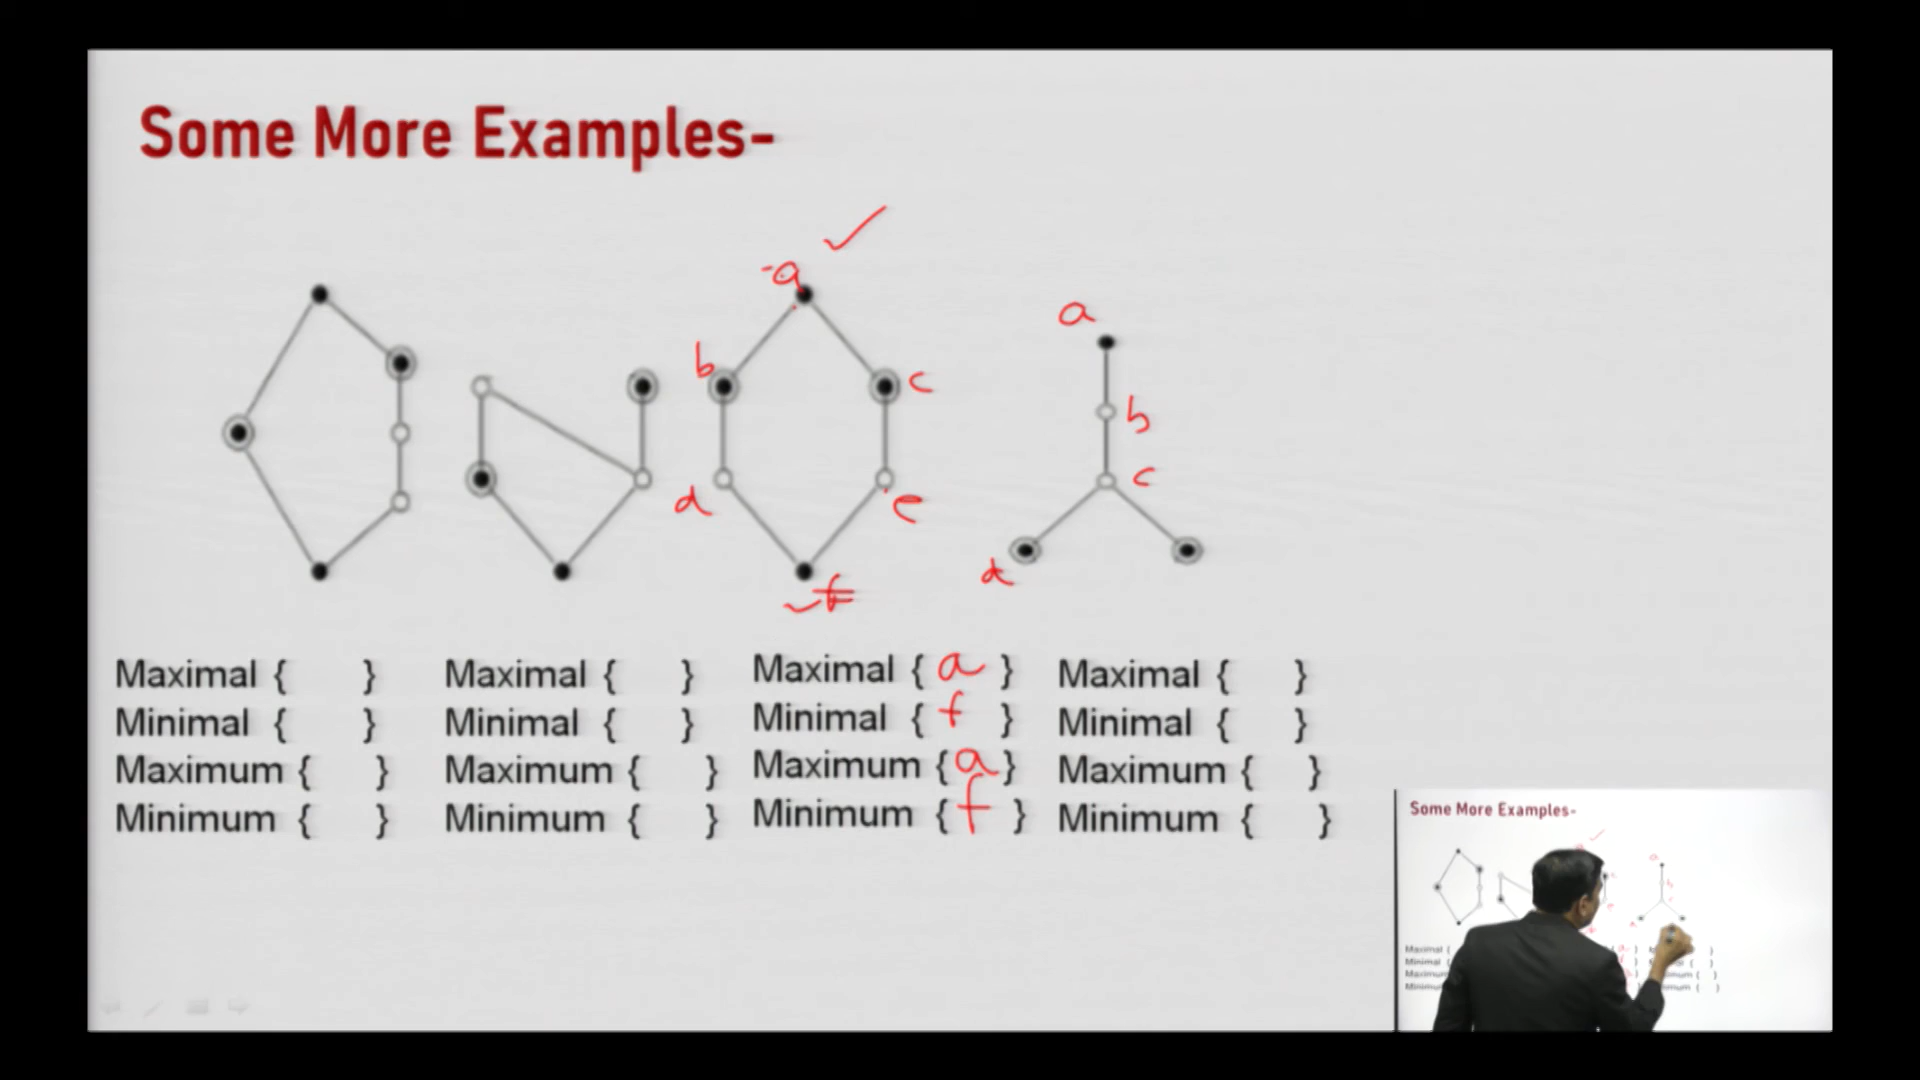 Some More Examples-
a
a
b
c
b
c
d
e
d
f
Maximal { } Maximal { } Maximal { a } Maximal { }
Minimal { } Minimal { } Minimal { f } Minimal { }
Maximum { } Maximum { } Maximum { a } Maximum { }
Minimum { } Minimum { } Minimum { f } Minimum { }
Some More Examples-